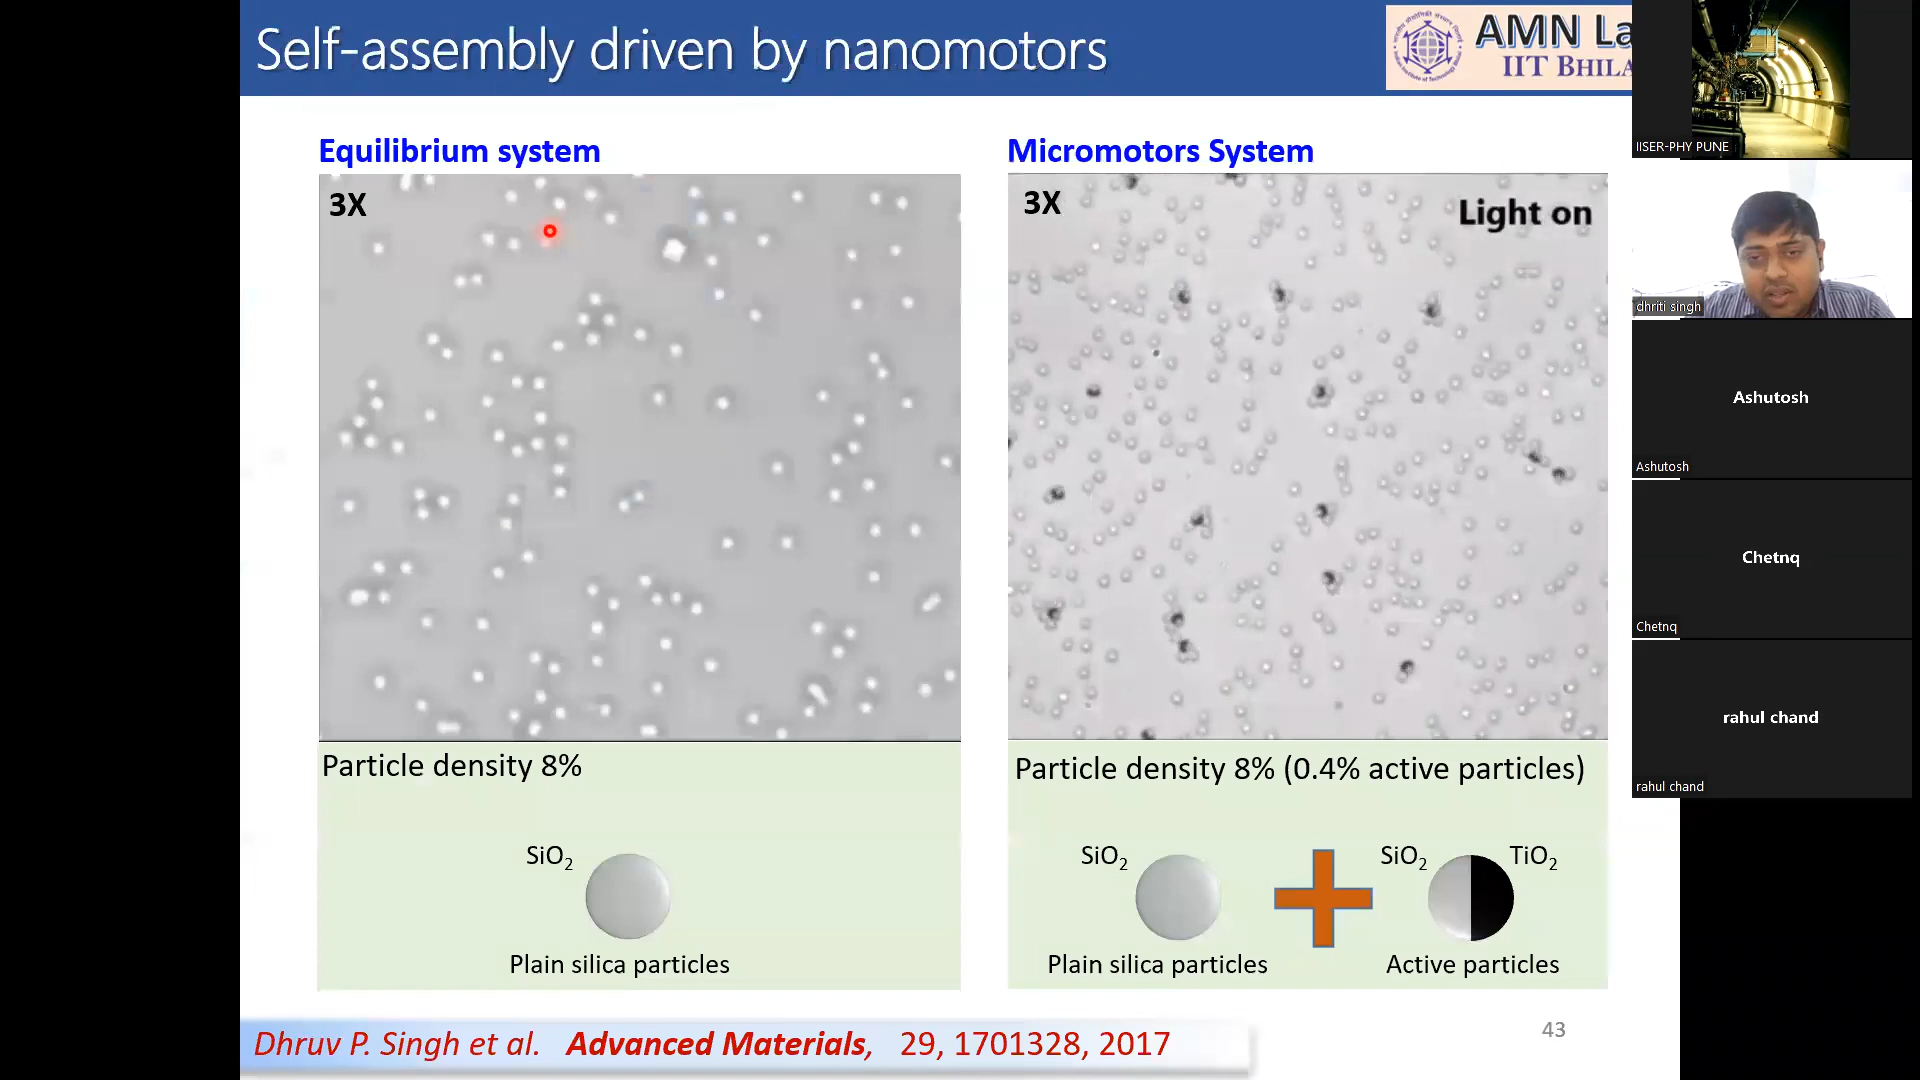 Self-assembly driven by nanomotors
AMN La
IIT BHILA
Equilibrium system
Micromotors System
3X
3X
Light on
Particle density 8%
Particle density 8% (0.4% active particles)
SiO2
SiO2
SiO2
TiO2
Plain silica particles
Plain silica particles
Active particles
Dhruv P. Singh et al. Advanced Materials, 29, 1701328, 2017
43
IISER-PHY PUNE
dhriti singh
Ashutosh
Ashutosh
Chetnq
Chetnq
rahul chand
rahul chand